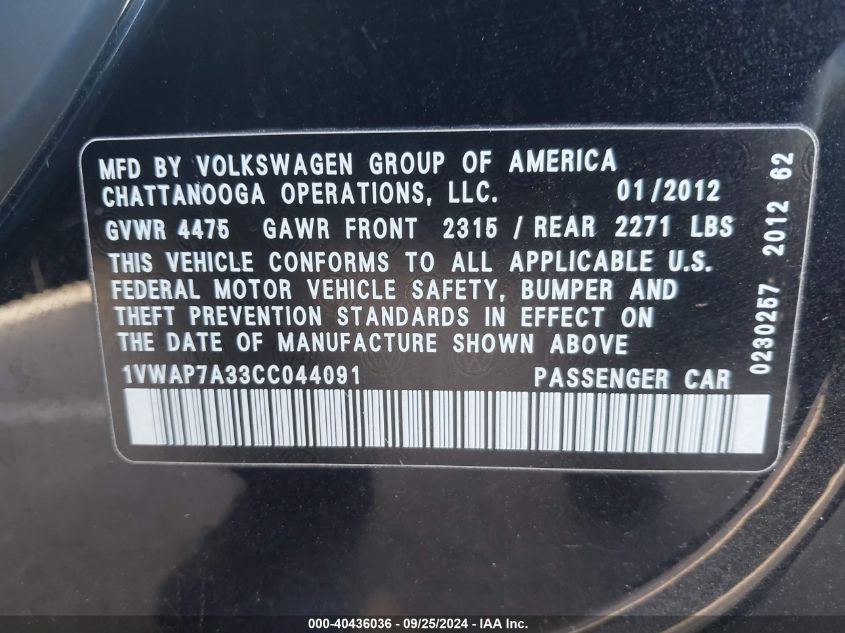 MFD BY VOLKSWAGEN GROUP OF AMERICA
CHATTANOOGA OPERATIONS, LLC. 01/2012
GVWR 4475 GAWR FRONT 2315 / REAR 2271 LBS
THIS VEHICLE CONFORMS TO ALL APPLICABLE U.S.
FEDERAL MOTOR VEHICLE SAFETY, BUMPER AND
THEFT PREVENTION STANDARDS IN EFFECT ON
THE DATE OF MANUFACTURE SHOWN ABOVE
1VWAP7A33CC044091 PASSENGER CAR
0230257 2012 62
000-40436036 - 09/25/2024 - IAA Inc.